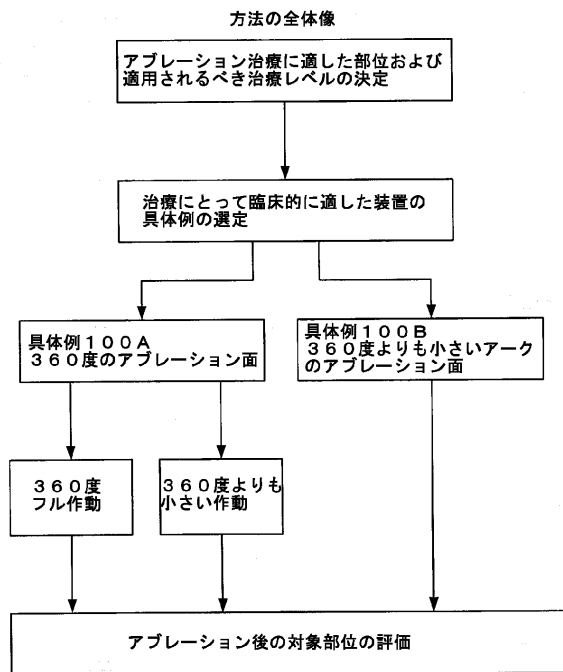 方法の全体像
アブレーション治療に適した部位および
適用されるべき治療レベルの決定
治療にとって臨床的に適した装置の
具体例の選定
具体例１００Ａ
３６０度のアブレーション面
具体例１００Ｂ
３６０度よりも小さいアーク
のアブレーション面
３６０度
フル作動
３６０度よりも
小さい作動
アブレーション後の対象部位の評価